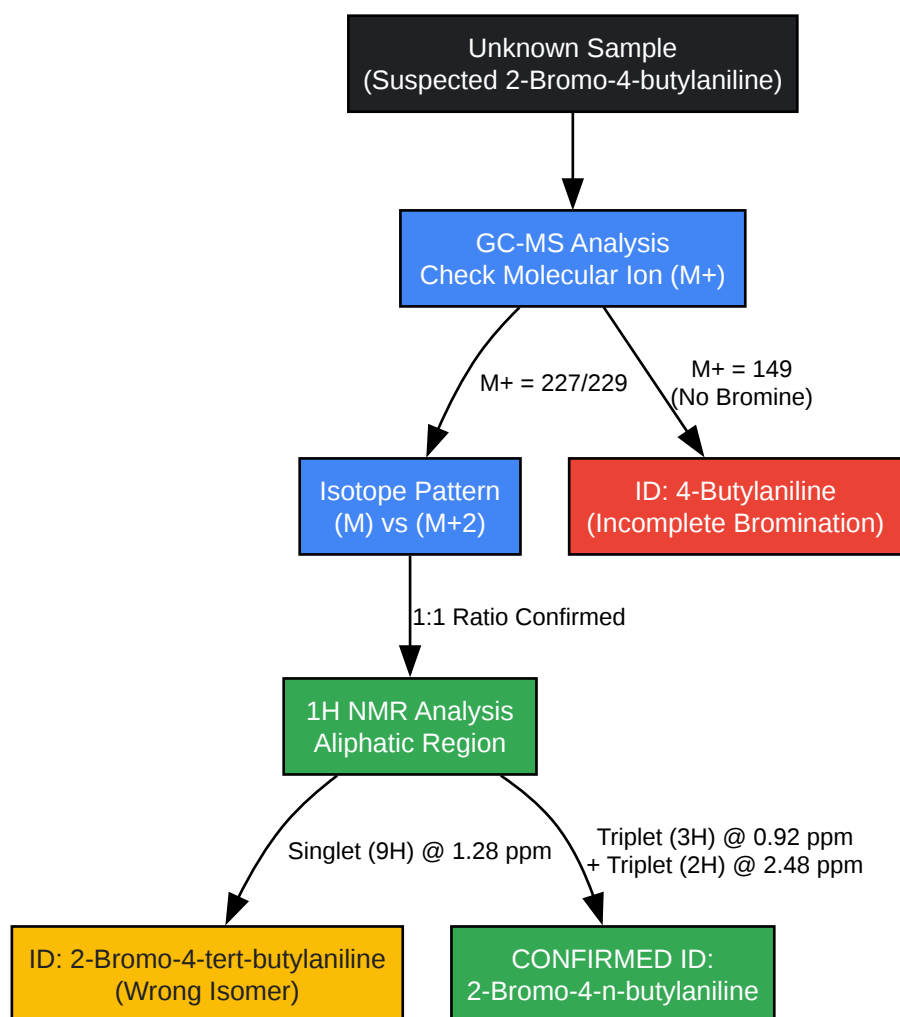 Unknown Sample
(Suspected 2-Bromo-4-butylaniline)
GC-MS Analysis
Check Molecular Ion (M+)
M+ = 227/229
M+ = 149
(No Bromine)
Isotope Pattern
(M) vs (M+2)
ID: 4-Butylaniline
(Incomplete Bromination)
1:1 Ratio Confirmed
1H NMR Analysis
Aliphatic Region
Singlet (9H) @ 1.28 ppm
Triplet (3H) @ 0.92 ppm
+ Triplet (2H) @ 2.48 ppm
ID: 2-Bromo-4-tert-butylaniline
(Wrong Isomer)
CONFIRMED ID:
2-Bromo-4-n-butylaniline